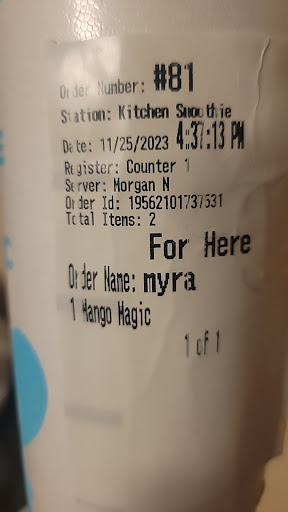 Order Number: #81
Station: Kitchen Smoothie
Date: 11/25/2023 4:37:13 PM
Register: Counter 1
Server: Morgan N
Order Id: 19562101737531
Total Items: 2
For Here
Order Name: myra
1 Mango Magic
1 of 1